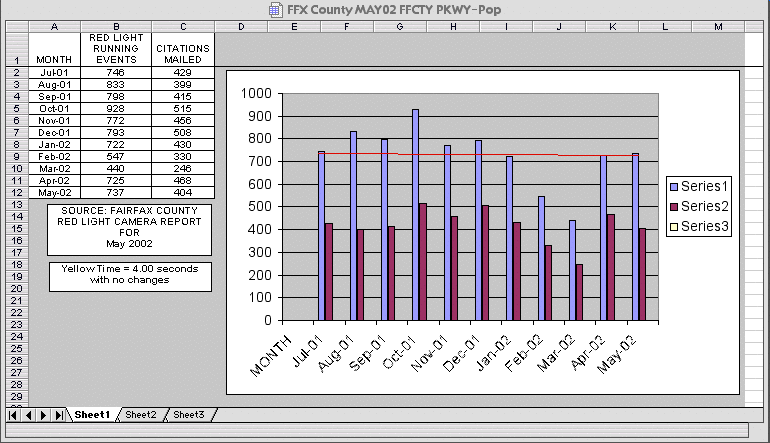 FFX County MAY02 FFCTY PKWY-Pop
A B C D E F G H I J K L M
1 MONTH RED LIGHT RUNNING EVENTS CITATIONS MAILED
2 Jul-01 746 429
3 Aug-01 833 399
4 Sep-01 798 415
5 Oct-01 928 515
6 Nov-01 772 456
7 Dec-01 793 508
8 Jan-02 722 430
9 Feb-02 547 330
10 Mar-02 440 246
11 Apr-02 725 468
12 May-02 737 404
13
14
15
16
17
18
19
20
21
22
23
24
25
26
27
28
29
SOURCE: FAIRFAX COUNTY
RED LIGHT CAMERA REPORT
FOR
May 2002
Yellow Time = 4.00 seconds
with no changes
1000
900
800
700
600
500
400
300
200
100
0
MONTH Jul-01 Aug-01 Sep-01 Oct-01 Nov-01 Dec-01 Jan-02 Feb-02 Mar-02 Apr-02 May-02
Series1
Series2
Series3
Sheet1 Sheet2 Sheet3